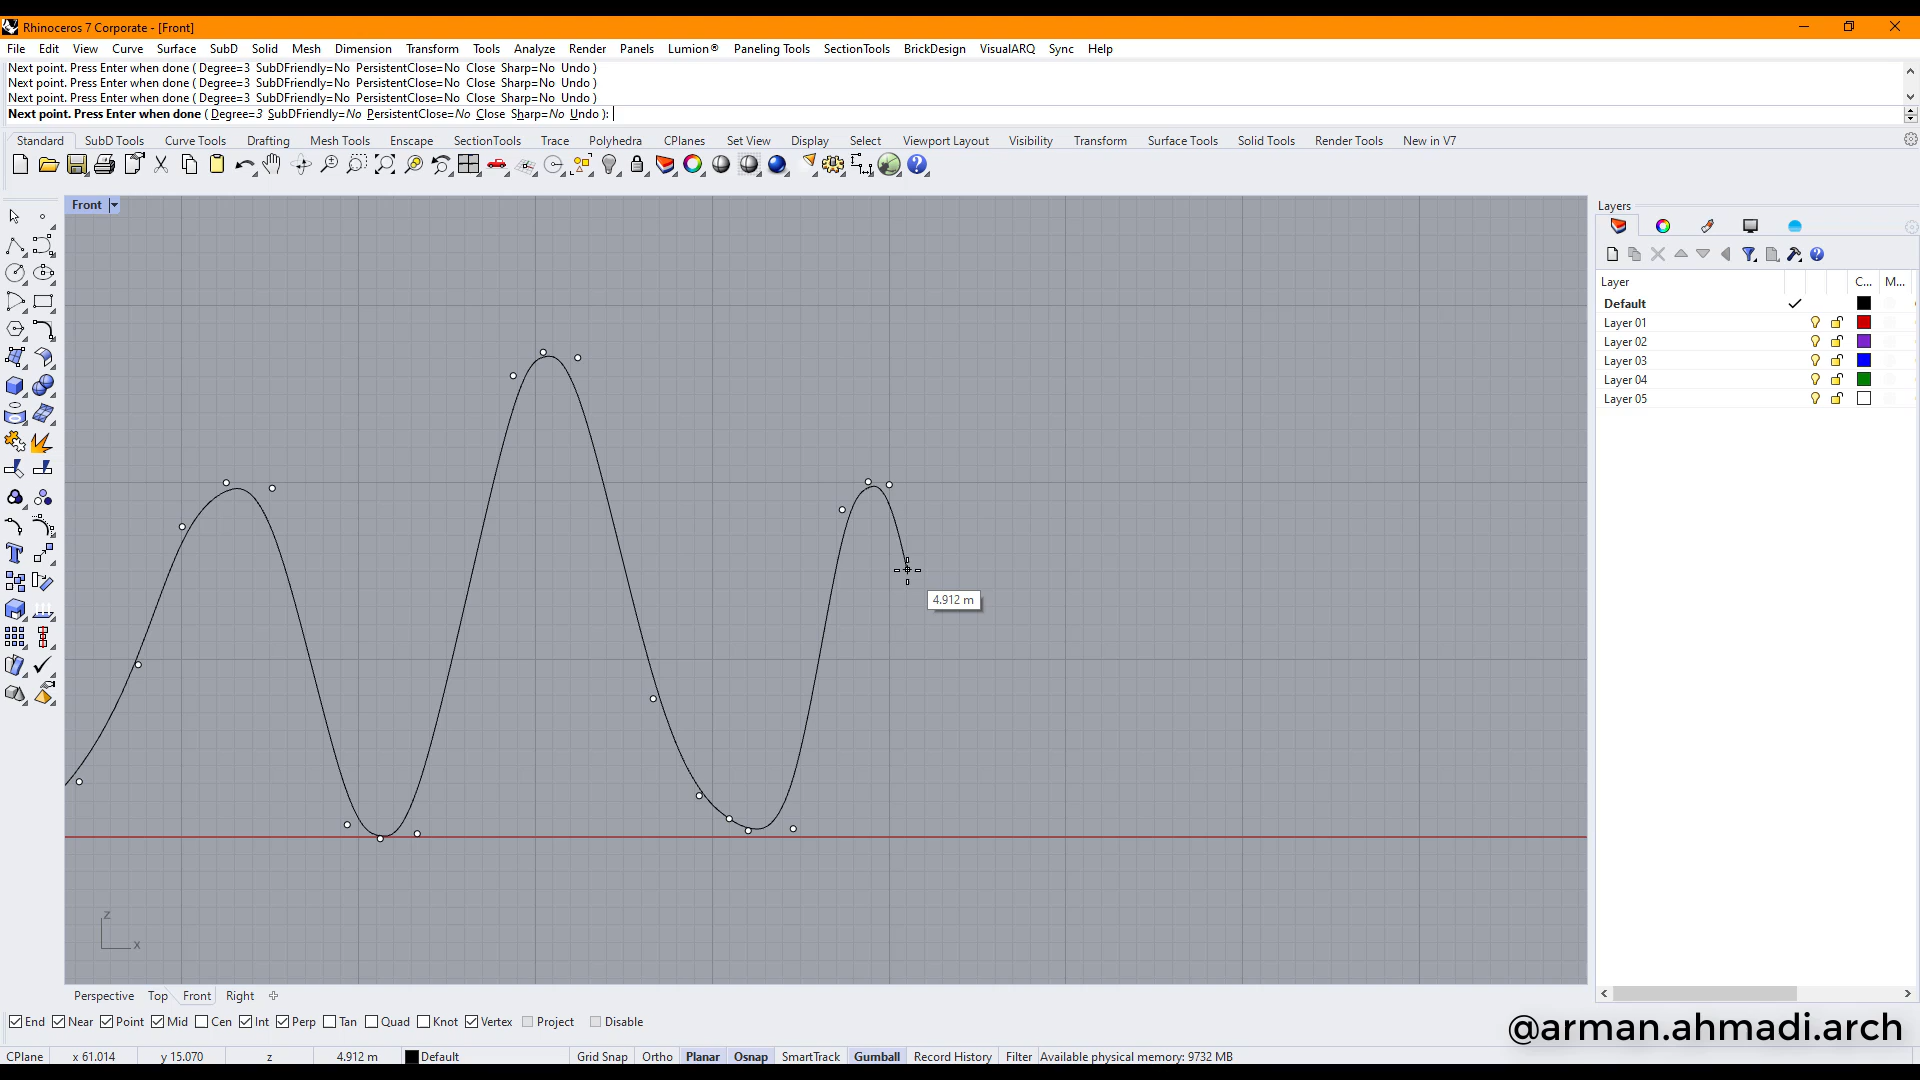 Rhinoceros 7 Corporate - [Front]
File Edit View Curve Surface SubD Solid Mesh Dimension Transform Tools Analyze Render Panels Lumion® Paneling Tools SectionTools BrickDesign VisualARQ Sync Help
Next point. Press Enter when done ( Degree=3 SubDFriendly=No PersistentClose=No Close Sharp=No Undo )
Next point. Press Enter when done ( Degree=3 SubDFriendly=No PersistentClose=No Close Sharp=No Undo )
Next point. Press Enter when done ( Degree=3 SubDFriendly=No PersistentClose=No Close Sharp=No Undo )
Next point. Press Enter when done ( Degree=3 SubDFriendly=No PersistentClose=No Close Sharp=No Undo ):
Standard SubD Tools Curve Tools Drafting Mesh Tools Enscape SectionTools Trace Polyhedra CPlanes Set View Display Select Viewport Layout Visibility Transform Surface Tools Solid Tools Render Tools New in V7
Front
Layers
Layer C... M...
Default
Layer 01
Layer 02
Layer 03
Layer 04
Layer 05
4.912 m
z
x
Perspective Top Front Right
End Near Point Mid Cen Int Perp Tan Quad Knot Vertex Project Disable
@arman.ahmadi.arch
CPlane x 61.014 y 15.070 z 4.912 m Default Grid Snap Ortho Planar Osnap SmartTrack Gumball Record History Filter Available physical memory: 9732 MB